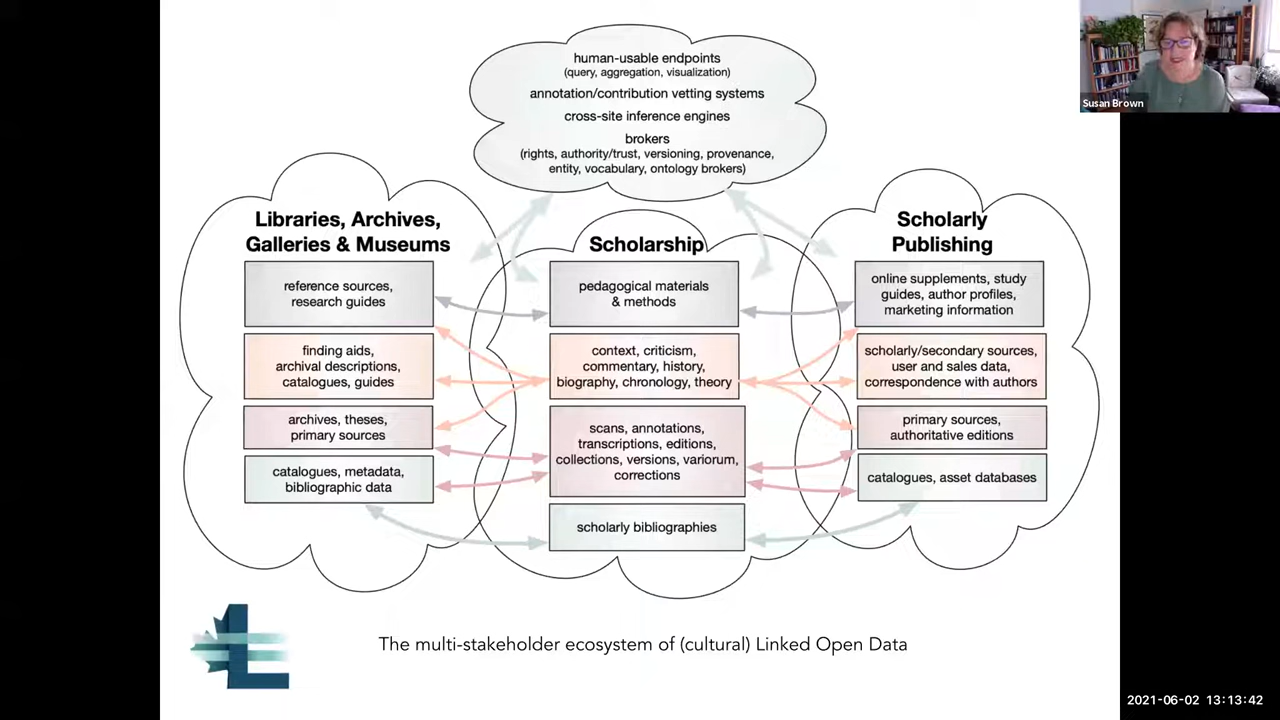 human-usable endpoints
(query, aggregation, visualization)
annotation/contribution vetting systems
cross-site inference engines
brokers
(rights, authority/trust, versioning, provenance,
entity, vocabulary, ontology brokers)
Susan Brown
Libraries, Archives,
Galleries & Museums
reference sources,
research guides
finding aids,
archival descriptions,
catalogues, guides
archives, theses,
primary sources
catalogues, metadata,
bibliographic data
Scholarship
pedagogical materials
& methods
context, criticism,
commentary, history,
biography, chronology, theory
scans, annotations,
transcriptions, editions,
collections, versions, variorum,
corrections
scholarly bibliographies
Scholarly
Publishing
online supplements, study
guides, author profiles,
marketing information
scholarly/secondary sources,
user and sales data,
correspondence with authors
primary sources,
authoritative editions
catalogues, asset databases
L
The multi-stakeholder ecosystem of (cultural) Linked Open Data
2021-06-02 13:13:42